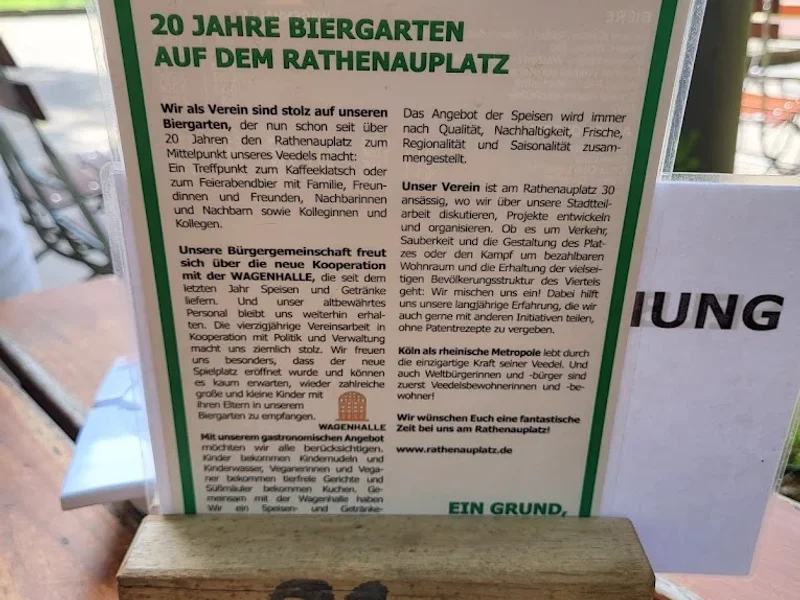 20 JAHRE BIERGARTEN
AUF DEM RATHENAUPLATZ
Wir als Verein sind stolz auf unseren
Biergarten, der nun schon seit über
20 Jahren den Rathenauplatz zum
Mittelpunkt unseres Veedels macht:
Ein Treffpunkt zum Kaffeeklatsch oder
zum Feierabendbier mit Familie, Freun-
dinnen und Freunden, Nachbarinnen
und Nachbarn sowie Kolleginnen und
Kollegen.
Unsere Bürgergemeinschaft freut
sich über die neue Kooperation
mit der WAGENHALLE, die seit dem
letzten Jahr Speisen und Getränke
liefern. Und unser altbewährtes
Personal bleibt uns weiterhin erhal-
ten. Die vierzigjährige Vereinsarbeit in
Kooperation mit Politik und Verwaltung
macht uns ziemlich stolz. Wir freuen
uns besonders, dass der neue
Spielplatz eröffnet wurde und können
es kaum erwarten, wieder zahlreiche
große und kleine Kinder mit
ihren Eltern in unserem
Biergarten zu empfangen.
WAGENHALLE
Mit unserem gastronomischen Angebot
möchten wir alle berücksichtigen.
Kinder bekommen Kindernudeln und
Kinderwasser, Veganerinnen und Vega-
ner bekommen tierfreie Gerichte und
Süßmäuler bekommen Kuchen. Ge-
meinsam mit der Wagenhalle haben
Wir ein Speisen- und Getränke-
Das Angebot der Speisen wird immer
nach Qualität, Nachhaltigkeit, Frische,
Regionalität und Saisonalität zusam-
mengestellt.
Unser Verein ist am Rathenauplatz 30
ansässig, wo wir über unsere Stadtteil-
arbeit diskutieren, Projekte entwickeln
und organisieren. Ob es um Verkehr,
Sauberkeit und die Gestaltung des Plat-
zes oder den Kampf um bezahlbaren
Wohnraum und die Erhaltung der vielsei-
tigen Bevölkerungsstruktur des Viertels
geht: Wir mischen uns ein! Dabei hilft
uns unsere langjährige Erfahrung, die wir
auch gerne mit anderen Initiativen teilen,
ohne Patentrezepte zu vergeben.
Köln als rheinische Metropole lebt durch
die einzigartige Kraft seiner Veedel. Und
auch Weltbürgerinnen und -bürger sind
zuerst Veedelsbewohnerinnen und -be-
wohner!
Wir wünschen Euch eine fantastische
Zeit bei uns am Rathenauplatz!
www.rathenauplatz.de
EIN GRUND,
NUNG